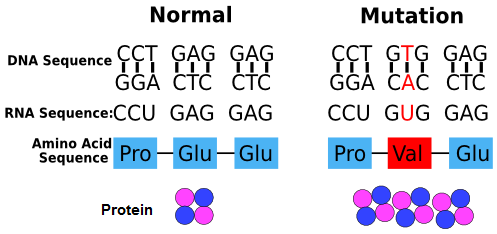 Normal Mutation
DNA Sequence CCT GAG GAG CCT GTG GAG
GGA CTC CTC GGA CAC CTC
RNA Sequence: CCU GAG GAG CCU GUG GAG
Amino Acid
Sequence Pro Glu Glu Pro Val Glu
Protein